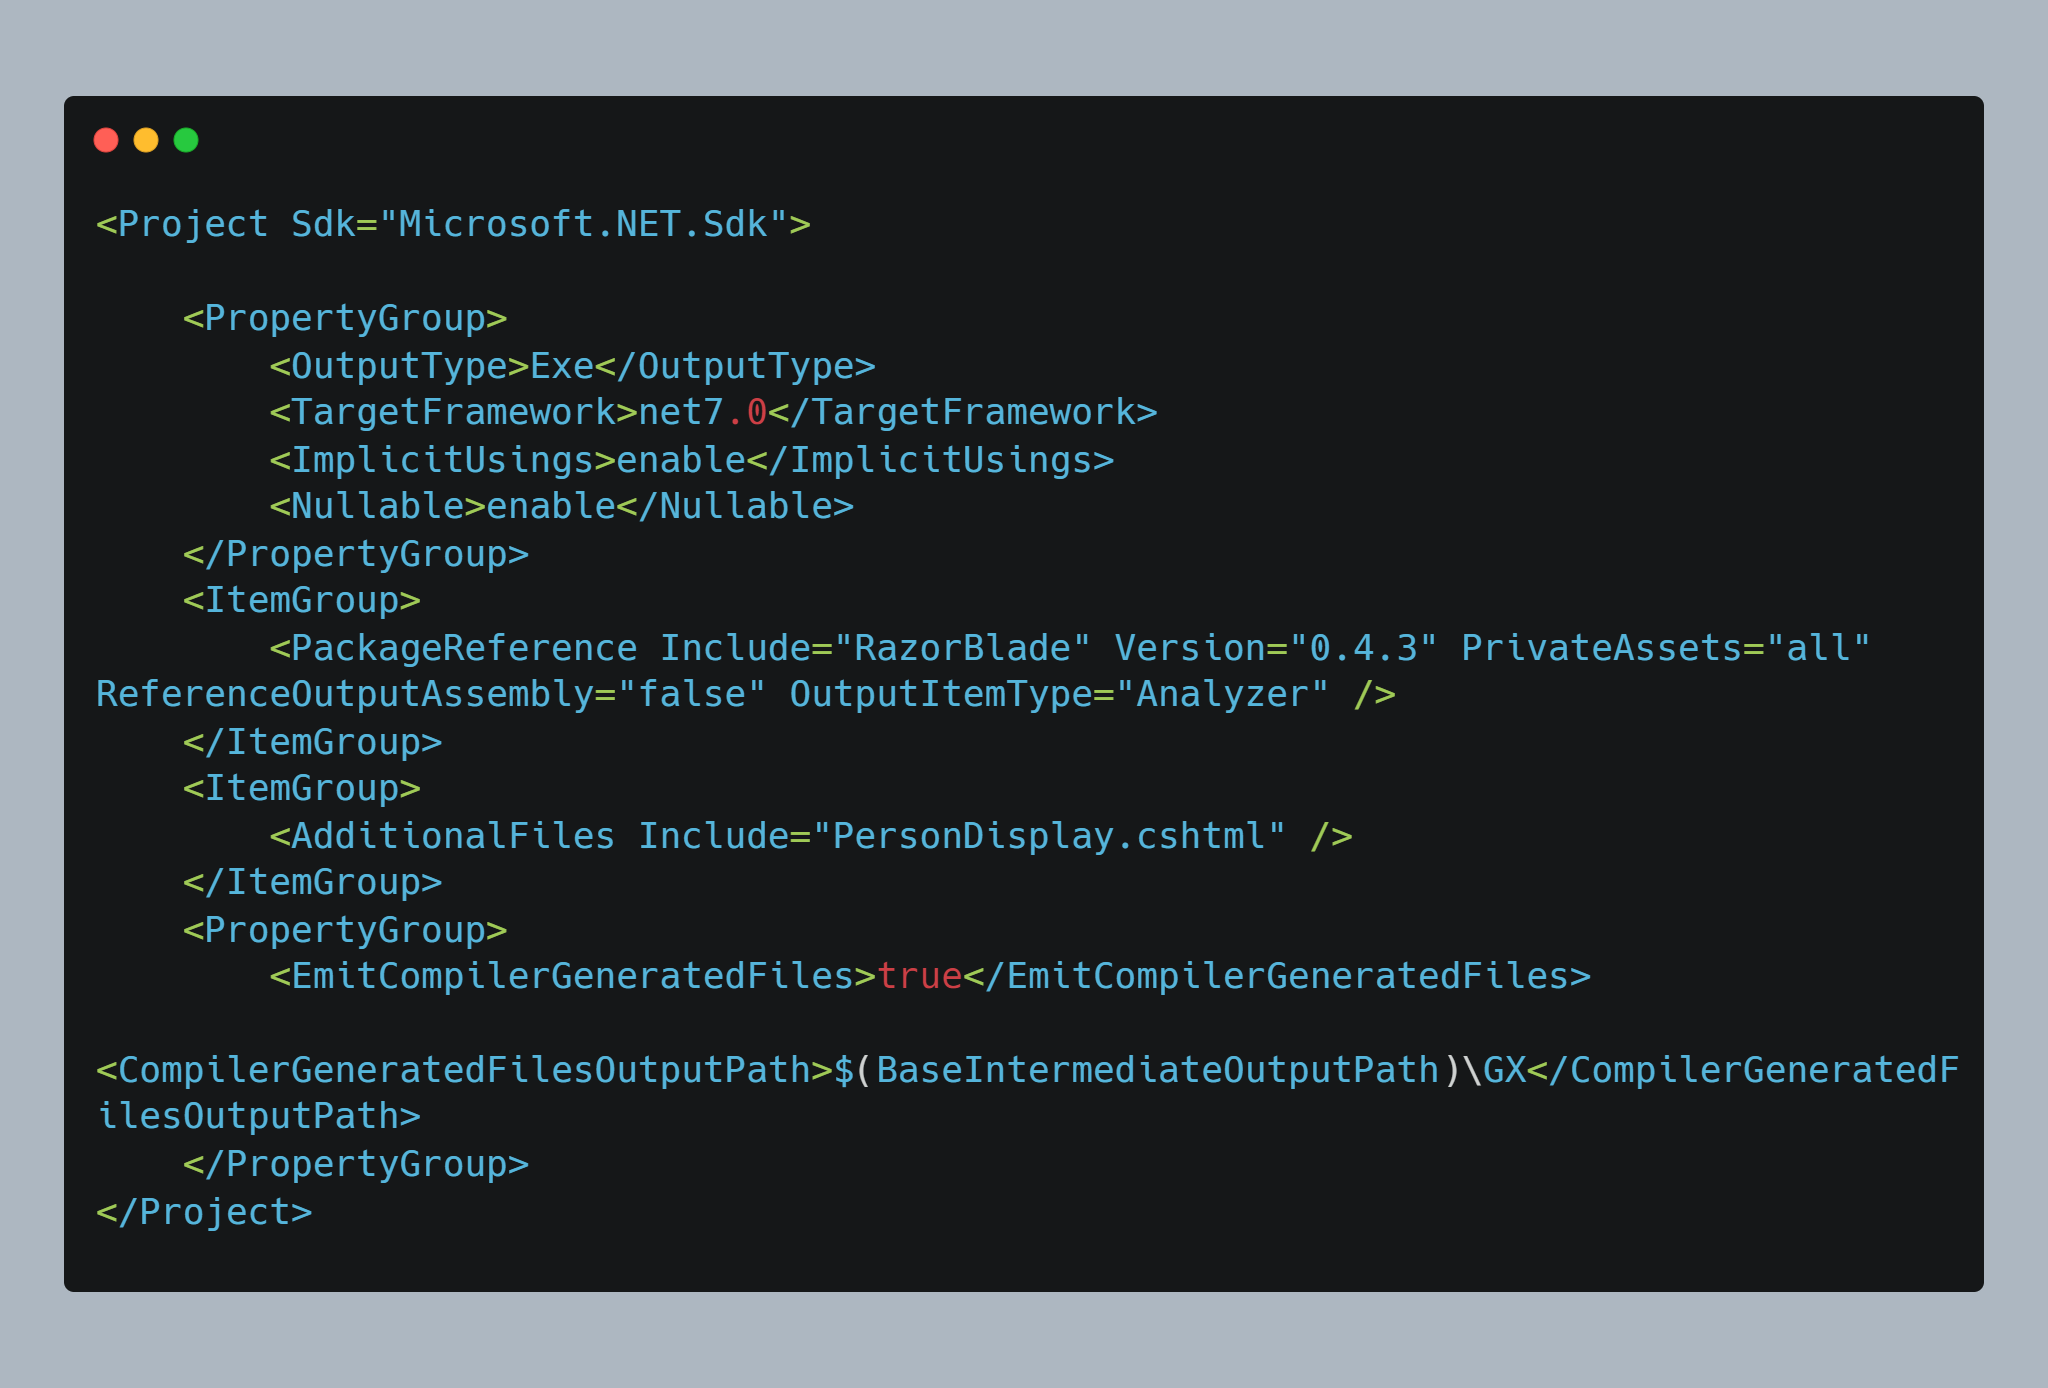 <Project Sdk="Microsoft.NET.Sdk">
    <PropertyGroup>
        <OutputType>Exe</OutputType>
        <TargetFramework>net7.0</TargetFramework>
        <ImplicitUsings>enable</ImplicitUsings>
        <Nullable>enable</Nullable>
    </PropertyGroup>
    <ItemGroup>
        <PackageReference Include="RazorBlade" Version="0.4.3" PrivateAssets="all"
ReferenceOutputAssembly="false" OutputItemType="Analyzer" />
    </ItemGroup>
    <ItemGroup>
        <AdditionalFiles Include="PersonDisplay.cshtml" />
    </ItemGroup>
    <PropertyGroup>
        <EmitCompilerGeneratedFiles>true</EmitCompilerGeneratedFiles>
<CompilerGeneratedFilesOutputPath>$(BaseIntermediateOutputPath)\GX</CompilerGeneratedF
ilesOutputPath>
    </PropertyGroup>
</Project>